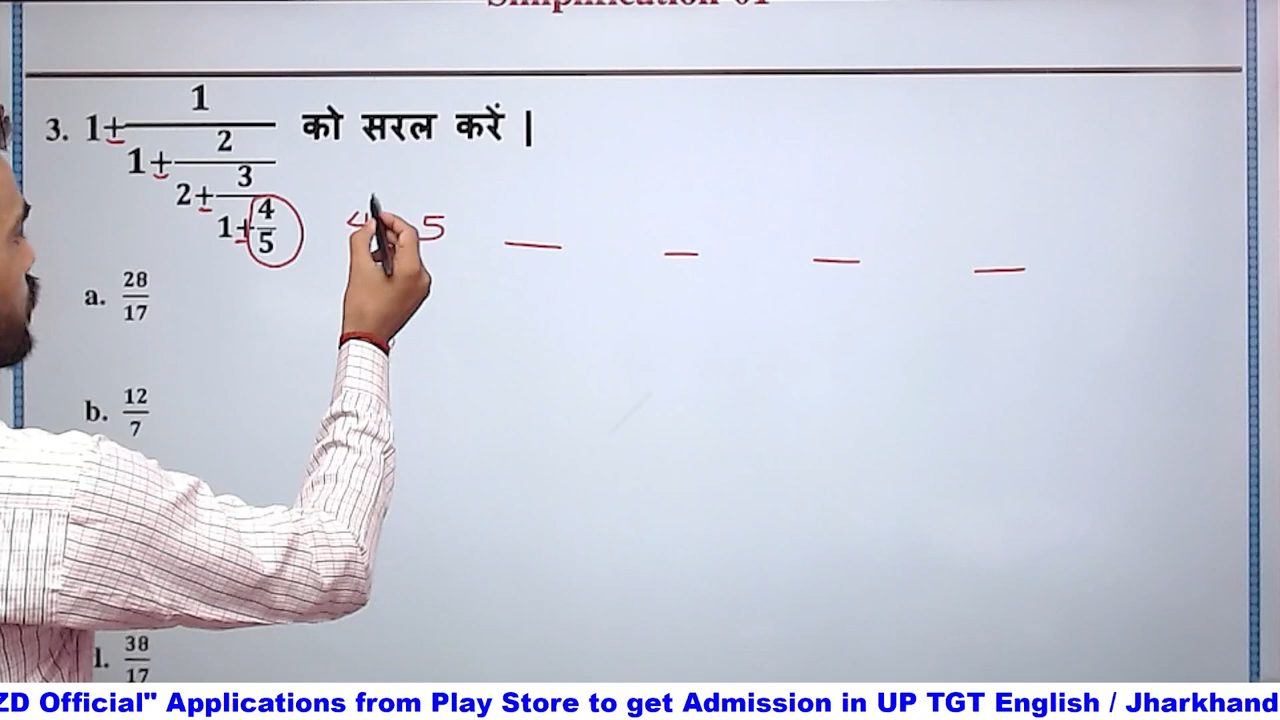 Simplification-01
3. 1+ 1 / (1+ 2 / (2+ 3 / (1+ 4/5))) को सरल करें |
4 5
a. 28/17
b. 12/7
38/17
ZD Official" Applications from Play Store to get Admission in UP TGT English / Jharkhand